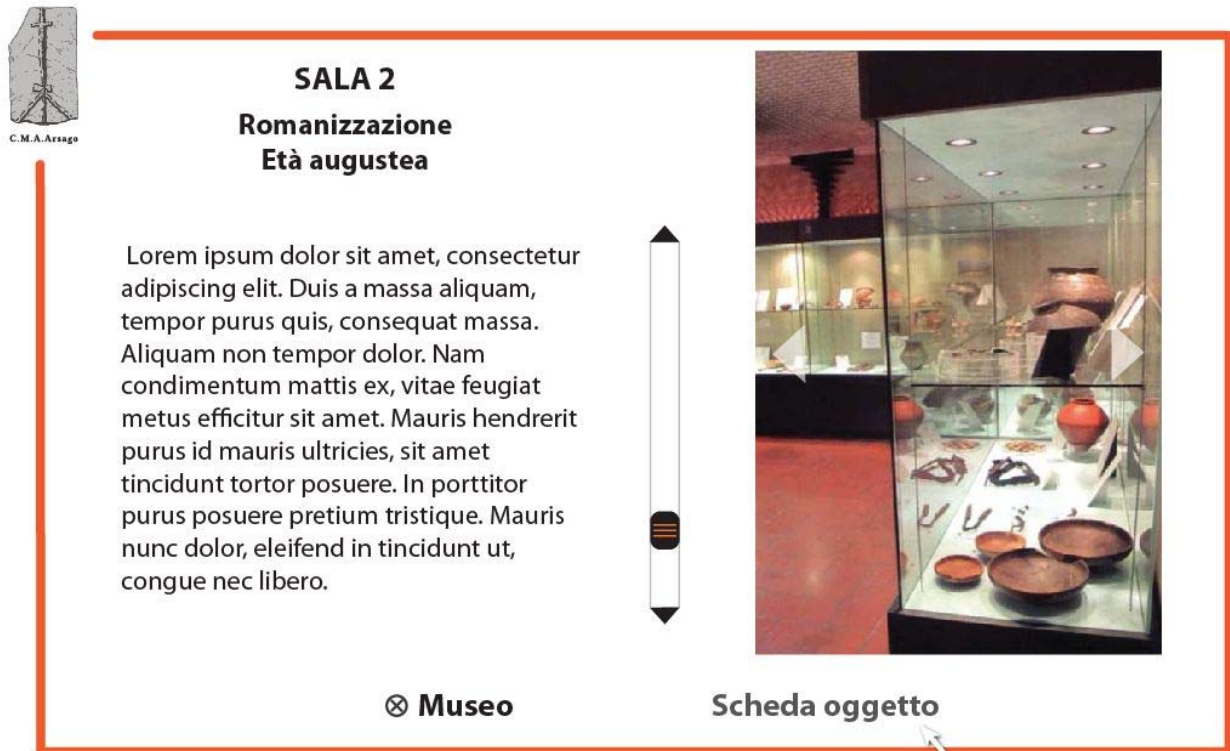 C.M.A.Arsago
SALA 2
Romanizzazione
Età augustea
Lorem ipsum dolor sit amet, consectetur
adipiscing elit. Duis a massa aliquam,
tempor purus quis, consequat massa.
Aliquam non tempor dolor. Nam
condimentum mattis ex, vitae feugiat
metus efficitur sit amet. Mauris hendrerit
purus id mauris ultricies, sit amet
tincidunt tortor posuere. In porttitor
purus posuere pretium tristique. Mauris
nunc dolor, eleifend in tincidunt ut,
congue nec libero.
⊗ Museo
Scheda oggetto